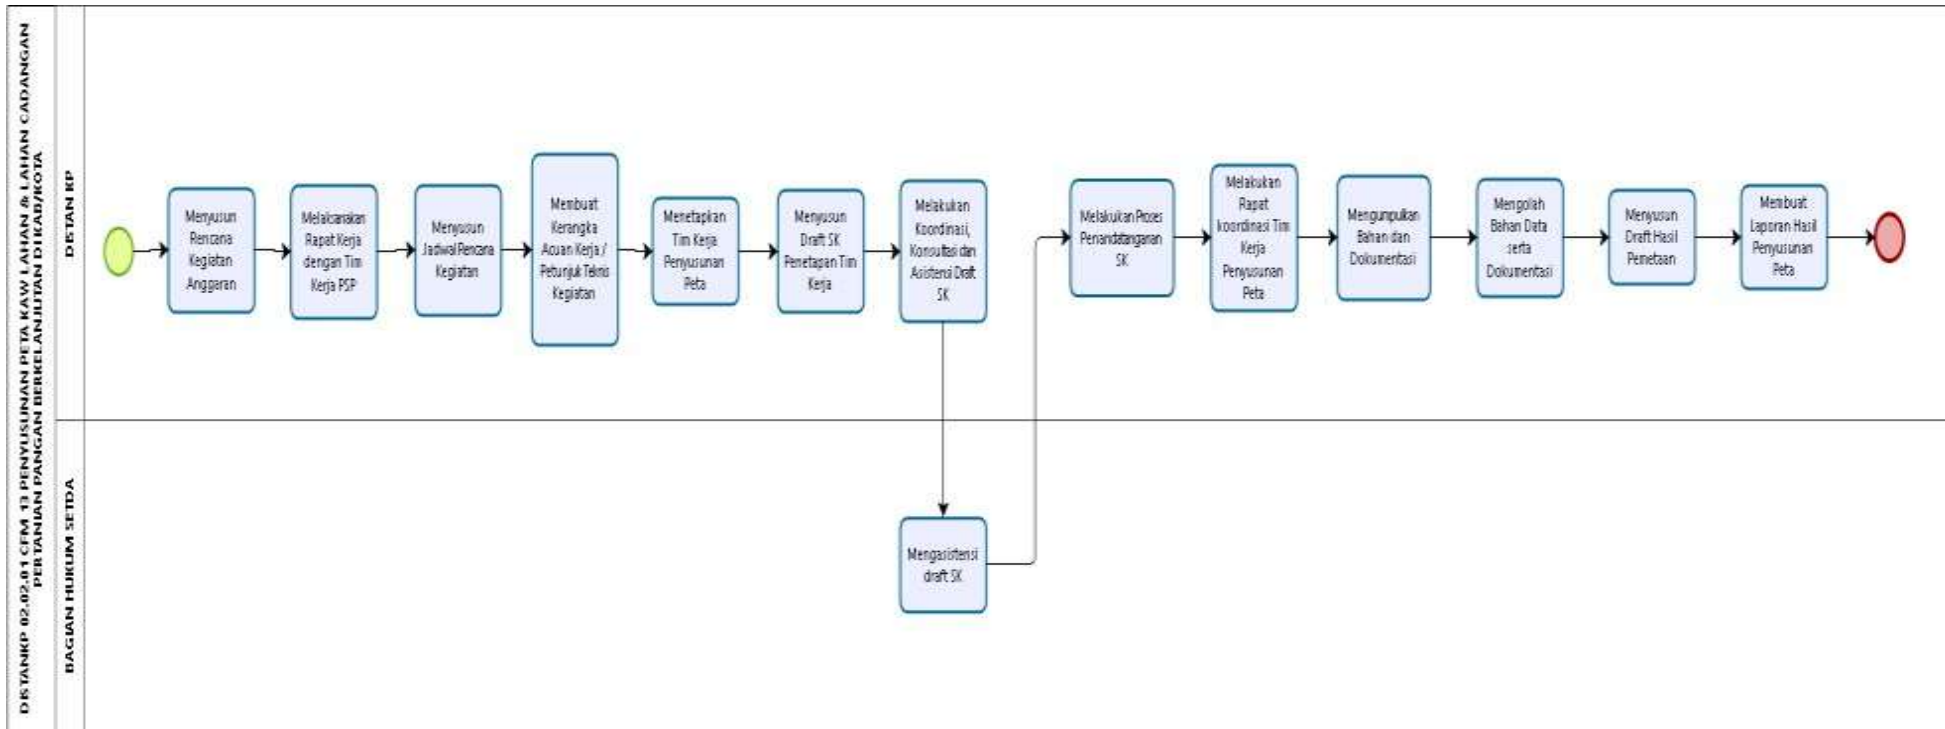 DISTANKP 02.02.01 CFM 13 PENYUSUNAN PETA KAW LAHAN & LAHAN CADANGAN
PERTANIAN PANGAN BERKELANJUTAN DI KAB/KOTA
DISTAN KP
Menyusun
Rencana
Kegiatan
Anggaran
Melaksanakan
Rapat Kerja
dengan Tim
Kerja PSP
Menyusun
Jadwal Rencana
Kegiatan
Membuat
Kerangka
Acuan Kerja /
Petunjuk Teknis
Kegiatan
Menetapkan
Tim Kerja
Penyusunan
Peta
Menyusun
Draft SK
Penetapan Tim
Kerja
Melakukan
Koordinasi,
Konsultasi dan
Asistensi Draft
SK
Melakukan Proses
Penandatanganan
SK
Melakukan
Rapat
koordinasi Tim
Kerja
Penyusunan
Peta
Mengunpulkan
Bahan dan
Dokumentasi
Mengolah
Bahan Data
serta
Dokumentasi
Menyusun
Draft Hasil
Pemetaan
Membuat
Laporan Hasil
Penyusunan
Peta
BAGIAN HUKUM SETDA
Mengasistensi
draft SK